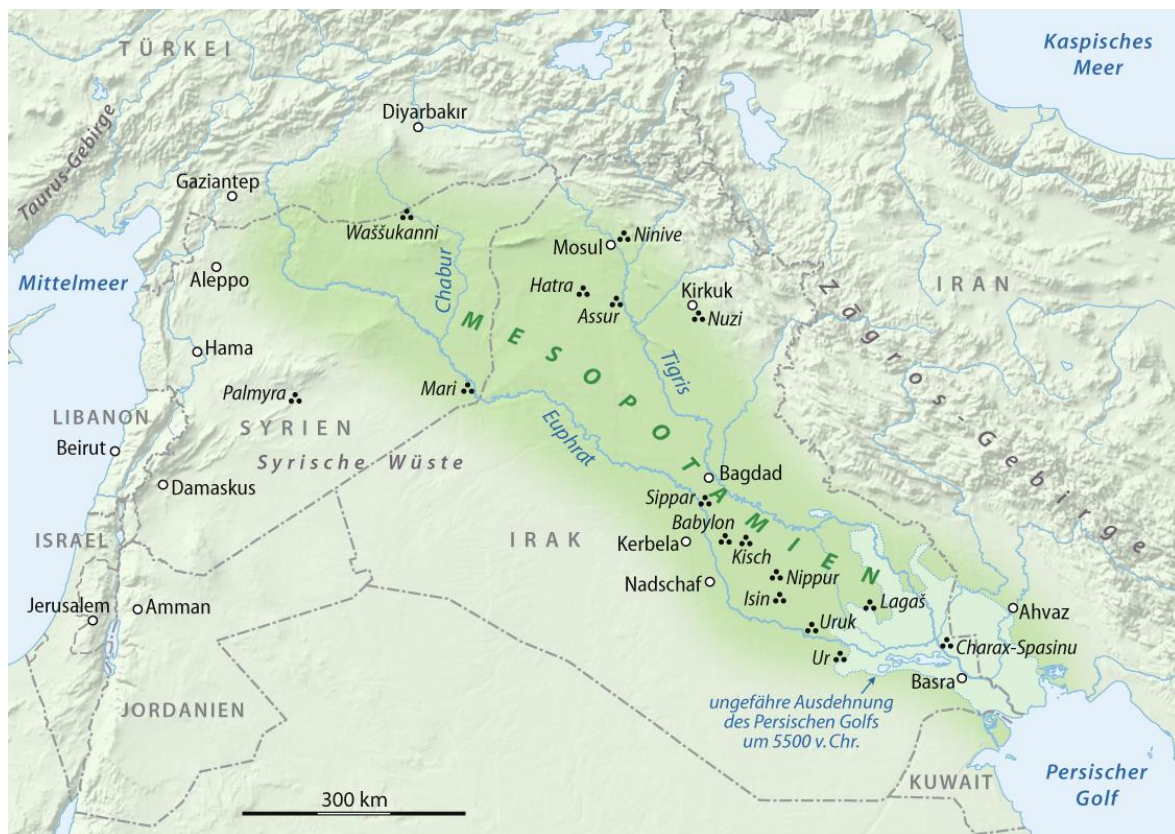 TÜRKEI
Kaspisches
Meer
Diyarbakır
Taurus-Gebirge
Gaziantep
Waššukanni
Ninive
Mosul
Mittelmeer
Aleppo
Chabur
Hatra
Assur
Kirkuk
Nuzi
IRAN
Zāgros-Gebirge
MESOPOTAMIEN
Hama
Tigris
Palmyra
Mari
LIBANON
SYRIEN
Euphrat
Beirut
Syrische Wüste
Bagdad
Damaskus
Sippar
Babylon
ISRAEL
IRAK
Kerbela
Kisch
Nadschaf
Nippur
Isin
Lagaš
Jerusalem
Amman
Ahvaz
Uruk
Ur
Charax-Spasinu
Basra
ungefähre Ausdehnung
des Persischen Golfs
um 5500 v. Chr.
JORDANIEN
KUWAIT
Persischer
Golf
300 km